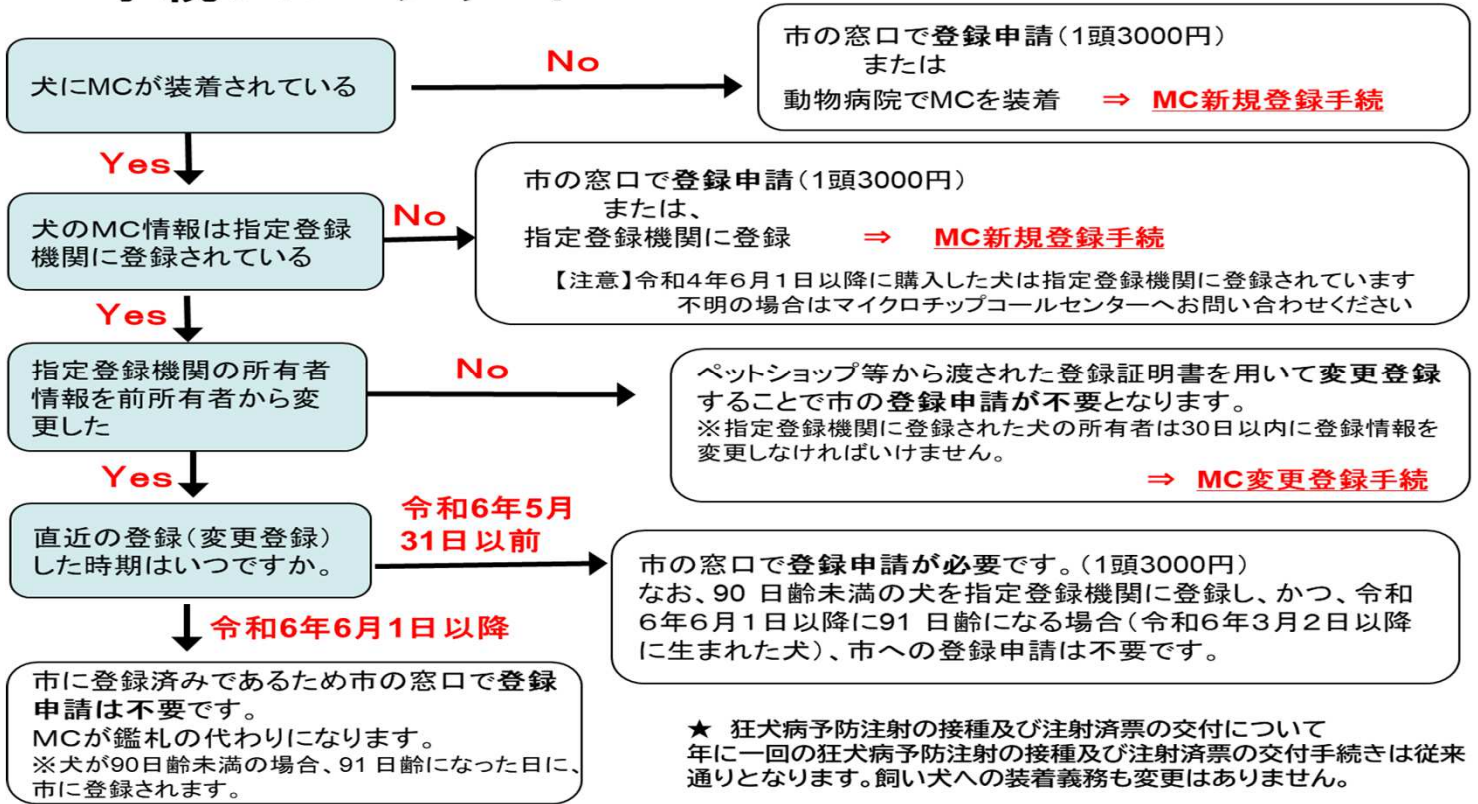 犬にMCが装着されている
No
市の窓口で登録申請(1頭3000円)
または
動物病院でMCを装着 ⇒ MC新規登録手続
Yes
犬のMC情報は指定登録
機関に登録されている
No
市の窓口で登録申請(1頭3000円)
または、
指定登録機関に登録 ⇒ MC新規登録手続
【注意】令和4年6月1日以降に購入した犬は指定登録機関に登録されています
不明の場合はマイクロチップコールセンターへお問い合わせください
Yes
指定登録機関の所有者
情報を前所有者から変
更した
No
ペットショップ等から渡された登録証明書を用いて変更登録
することで市の登録申請が不要となります。
※指定登録機関に登録された犬の所有者は30日以内に登録情報を
変更しなければいけません。
⇒ MC変更登録手続
Yes
直近の登録(変更登録)
した時期はいつですか。
令和6年5月
31日以前
市の窓口で登録申請が必要です。(1頭3000円)
なお、90 日齢未満の犬を指定登録機関に登録し、かつ、令和
6年6月1日以降に91 日齢になる場合(令和6年3月2日以降
に生まれた犬)、市への登録申請は不要です。
令和6年6月1日以降
市に登録済みであるため市の窓口で登録
申請は不要です。
MCが鑑札の代わりになります。
※犬が90日齢未満の場合、91 日齢になった日に、
市に登録されます。
★ 狂犬病予防注射の接種及び注射済票の交付について
年に一回の狂犬病予防注射の接種及び注射済票の交付手続きは従来
通りとなります。飼い犬への装着義務も変更はありません。